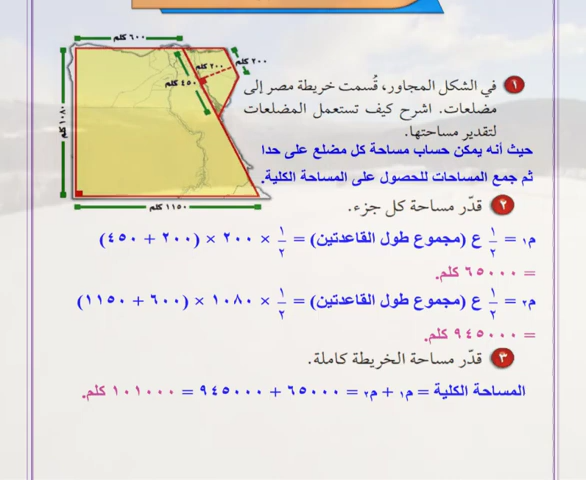 ٦٠٠ كلم
٢٠٠ كلم
٢٠٠ كلم
٤٥٠ كلم
١٠٨٠ كلم
١١٥٠ كلم
١ في الشكل المجاور، قُسمت خريطة مصر إلى
مضلعات. اشرح كيف تستعمل المضلعات
لتقدير مساحتها.
حيث أنه يمكن حساب مساحة كل مضلع على حدا
ثم جمع المساحات للحصول على المساحة الكلية.
٢ قدّر مساحة كل جزء.
م١ = ١/٢ ع (مجموع طول القاعدتين) = ١/٢ × ٢٠٠ × (٢٠٠ + ٤٥٠)
= ٦٥٠٠٠ كلم.
م٢ = ١/٢ ع (مجموع طول القاعدتين) = ١/٢ × ١٠٨٠ × (٦٠٠ + ١١٥٠)
= ٩٤٥٠٠٠ كلم.
٣ قدّر مساحة الخريطة كاملة.
المساحة الكلية = م١ + م٢ = ٦٥٠٠٠ + ٩٤٥٠٠٠ = ١٠١٠٠٠٠ كلم.